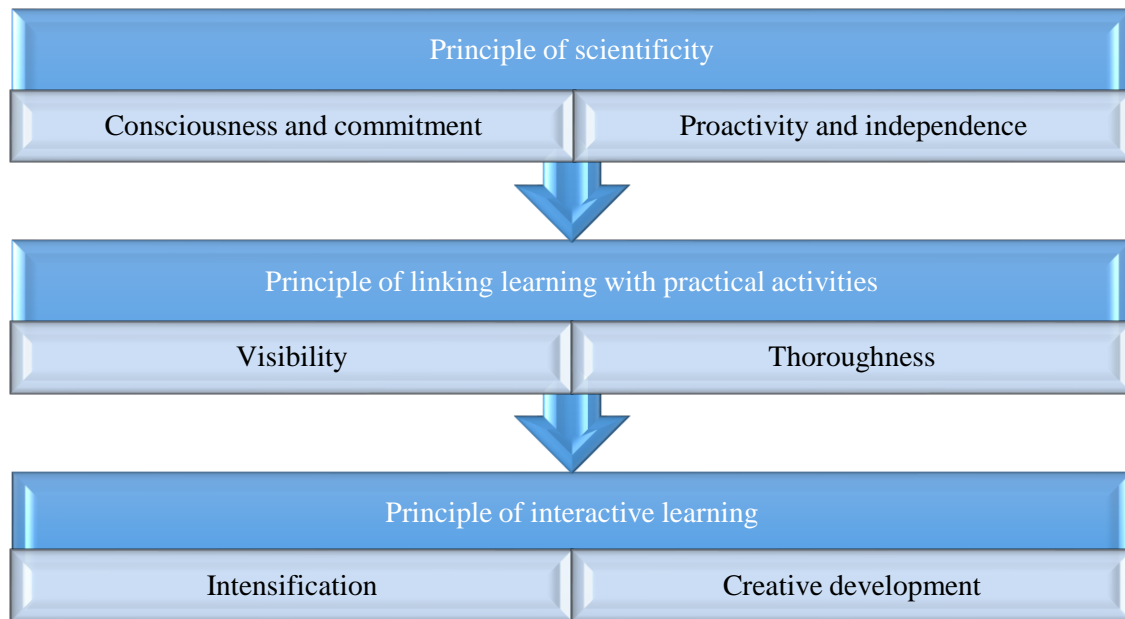 Principle of scientificity
Consciousness and commitment
Proactivity and independence
Principle of linking learning with practical activities
Visibility
Thoroughness
Principle of interactive learning
Intensification
Creative development